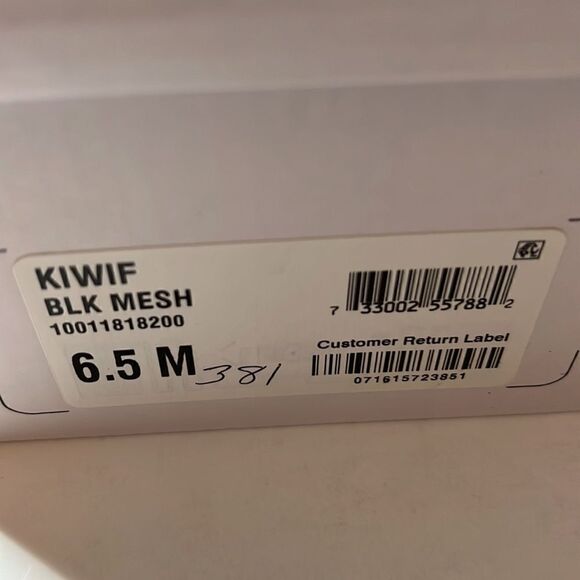 KIWIF
BLK MESH
10011818200
6.5 M
381
7 33002 55788 2
Customer Return Label
071615723851